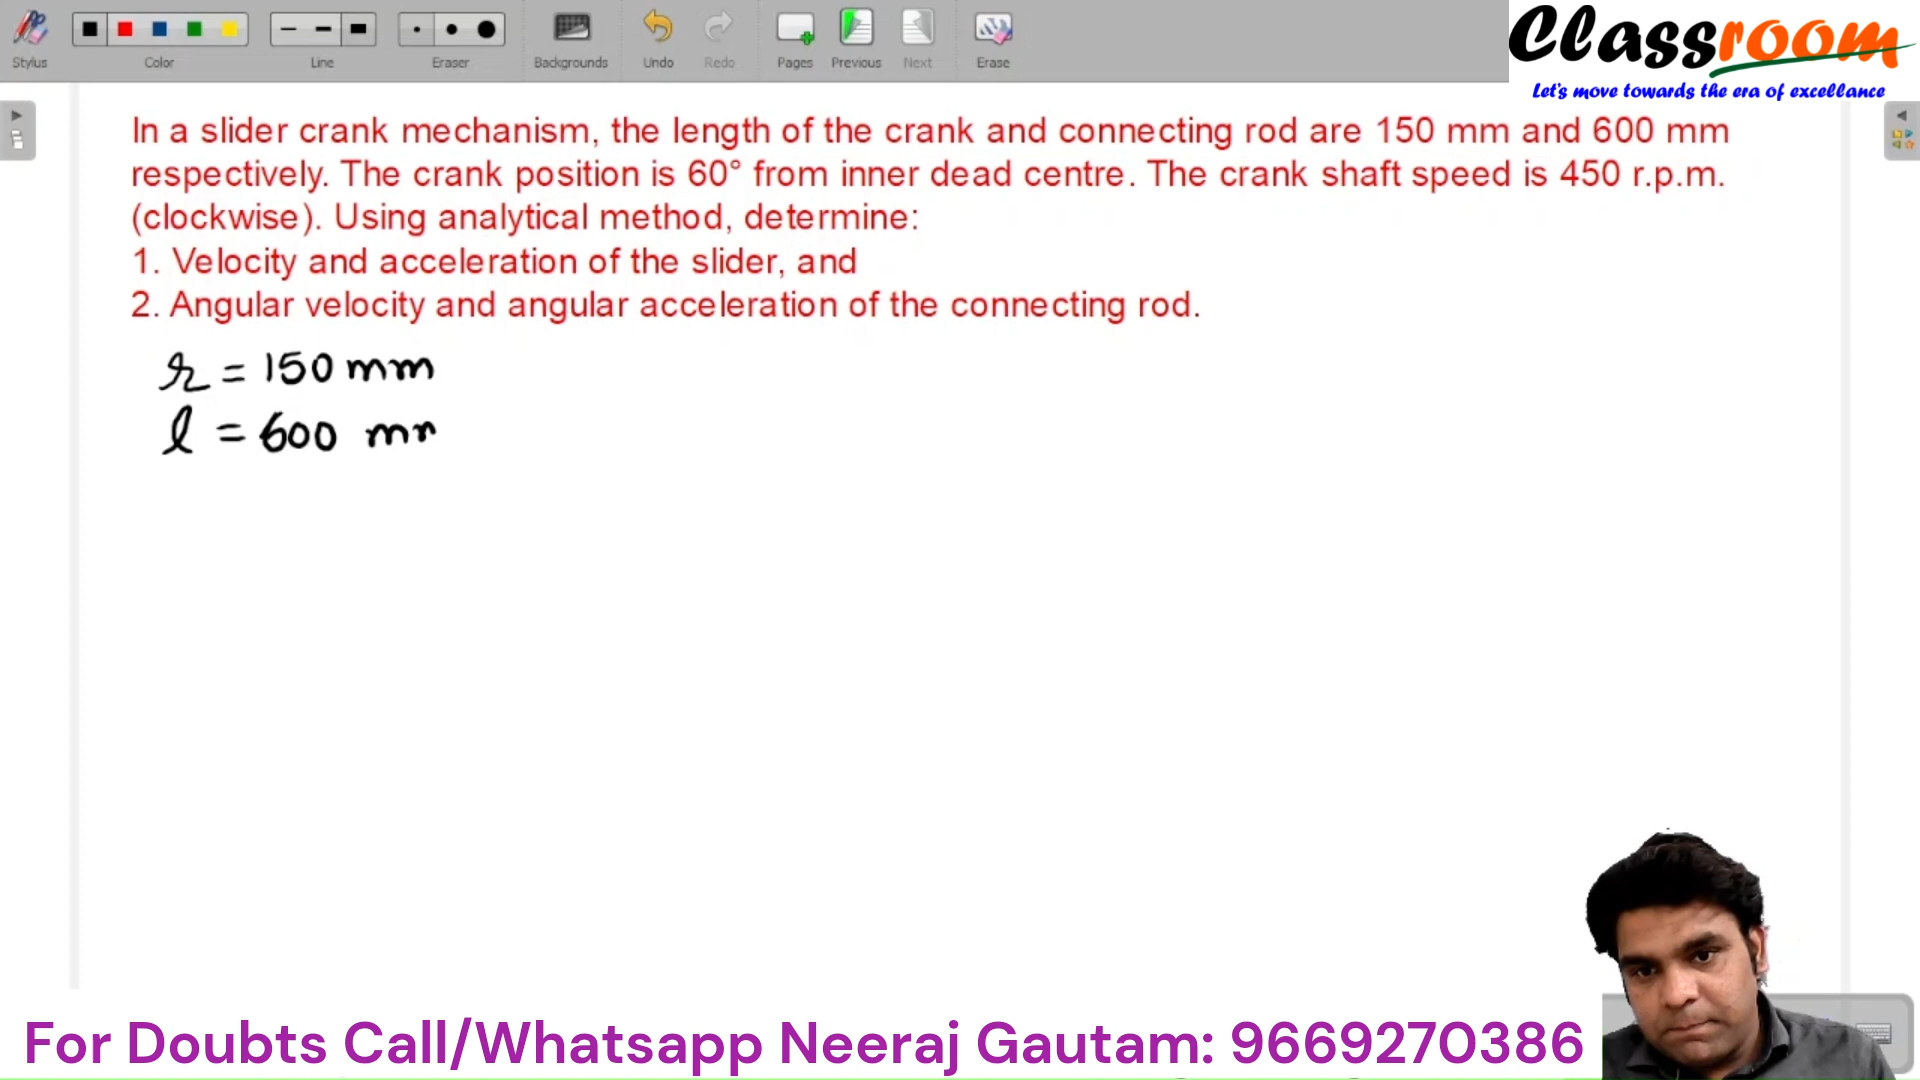 Stylus
Color
Line
Eraser
Backgrounds
Undo
Redo
Pages
Previous
Next
Erase
Classroom
Let's move towards the era of excellance
In a slider crank mechanism, the length of the crank and connecting rod are 150 mm and 600 mm
respectively. The crank position is 60° from inner dead centre. The crank shaft speed is 450 r.p.m.
(clockwise). Using analytical method, determine:
1. Velocity and acceleration of the slider, and
2. Angular velocity and angular acceleration of the connecting rod.
r = 150 mm
l = 600 mm
For Doubts Call/Whatsapp Neeraj Gautam: 9669270386